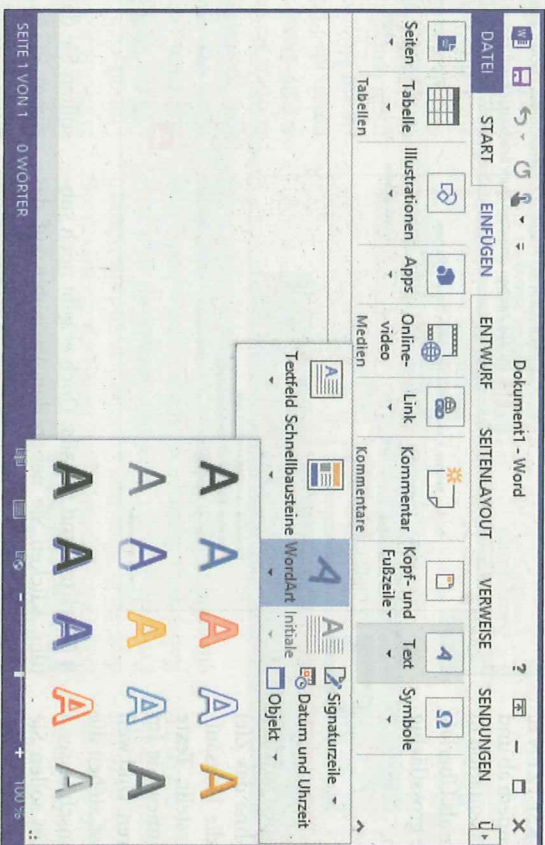 Dokument1 - Word
DATEI START EINFÜGEN ENTWURF SEITENLAYOUT VERWEISE SENDUNGEN Ü
Seiten Tabelle Illustrationen Apps Online-video Link Kommentar Kopf- und Fußzeile Text Symbole
Tabellen Medien Kommentare
Textfeld Schnellbausteine WordArt Initiale
Signaturzeile
Datum und Uhrzeit
Objekt
A A A A A
A A A A A
A A A A A
SEITE 1 VON 1 0 WÖRTER 100 %